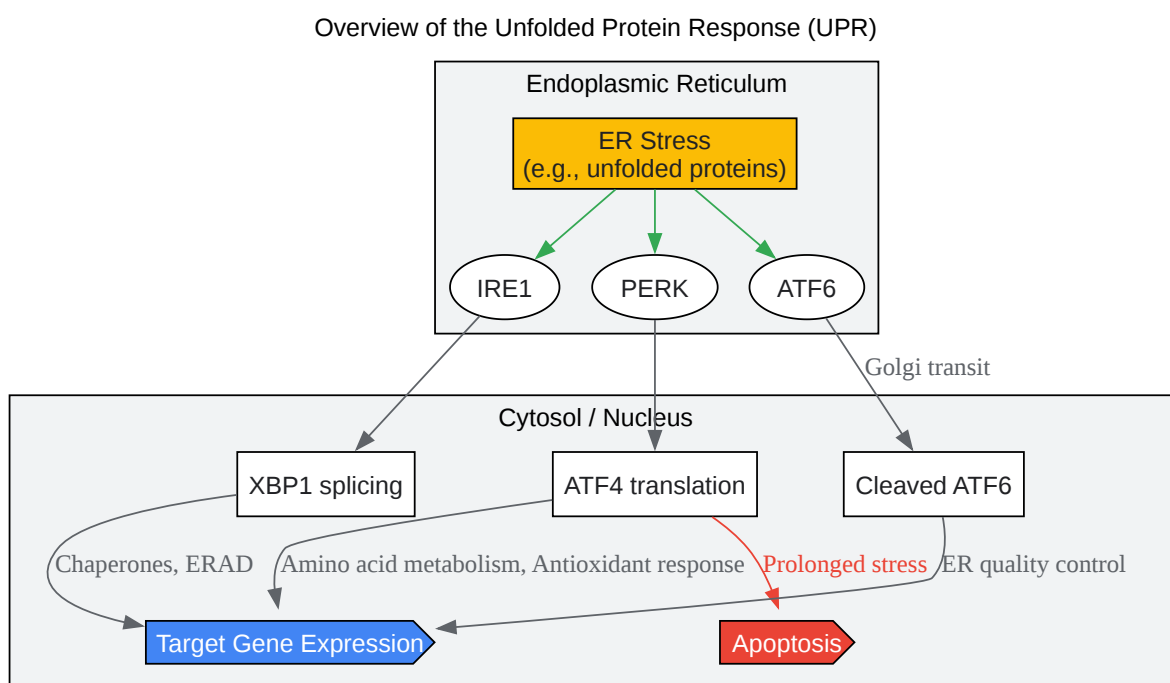 Overview of the Unfolded Protein Response (UPR)
Endoplasmic Reticulum
ER Stress
(e.g., unfolded proteins)
IRE1
PERK
ATF6
Golgi transit
Cytosol / Nucleus
XBP1 splicing
ATF4 translation
Cleaved ATF6
Chaperones, ERAD
Amino acid metabolism, Antioxidant response
Prolonged stress
ER quality control
Target Gene Expression
Apoptosis